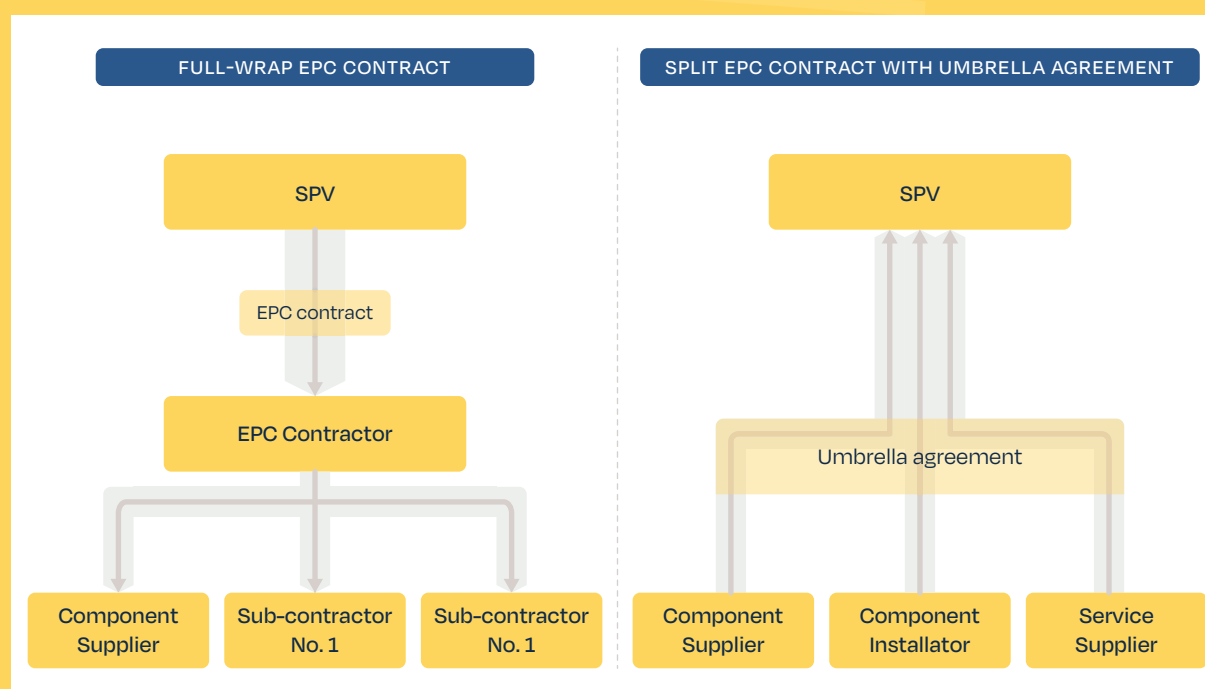 FULL-WRAP EPC CONTRACT
SPV
EPC contract
EPC Contractor
Component
Supplier
Sub-contractor
No. 1
Sub-contractor
No. 1
SPLIT EPC CONTRACT WITH UMBRELLA AGREEMENT
SPV
Umbrella agreement
Component
Supplier
Component
Installator
Service
Supplier